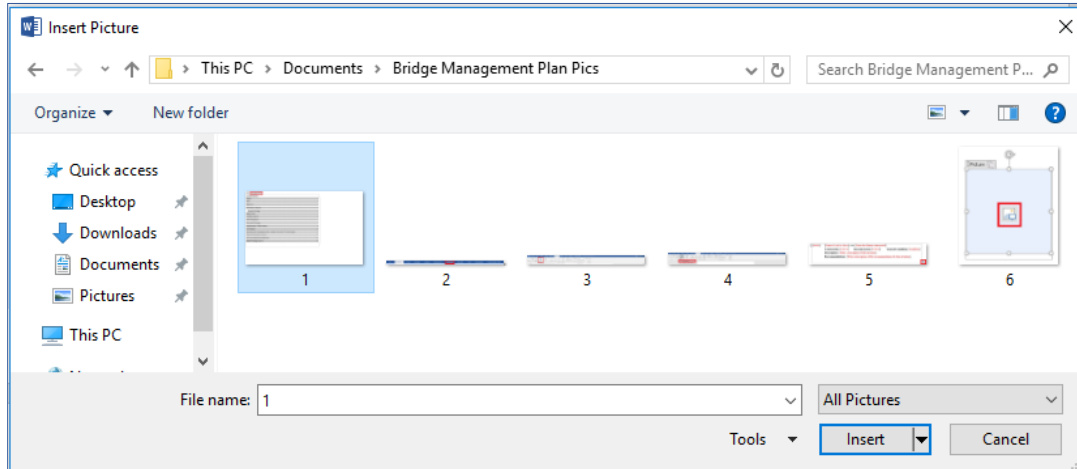 Insert Picture
This PC > Documents > Bridge Management Plan Pics
Search Bridge Management P...
Organize
New folder
Quick access
Desktop
Downloads
Documents
Pictures
This PC
1
2
3
4
5
6
File name: 1
All Pictures
Tools
Insert
Cancel